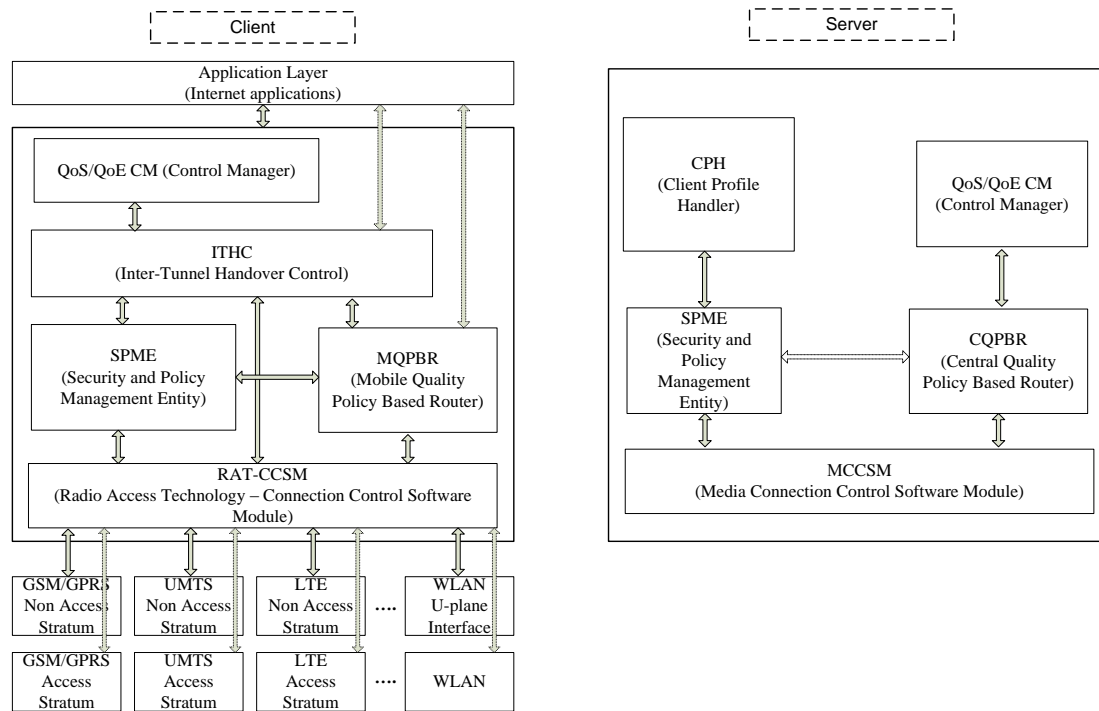 Client
Application Layer
(Internet applications)
QoS/QoE CM (Control Manager)
ITHC
(Inter-Tunnel Handover Control)
SPME
(Security and Policy
Management Entity)
MQPBR
(Mobile Quality
Policy Based Router)
RAT-CCSM
(Radio Access Technology – Connection Control Software
Module)
GSM/GPRS
Non Access
Stratum
UMTS
Non Access
Stratum
LTE
Non Access
Stratum
....
WLAN
U-plane
Interface
GSM/GPRS
Access
Stratum
UMTS
Access
Stratum
LTE
Access
Stratum
....
WLAN
Server
CPH
(Client Profile
Handler)
QoS/QoE CM
(Control Manager)
SPME
(Security and
Policy
Management
Entity)
CQPBR
(Central Quality
Policy Based Router)
MCCSM
(Media Connection Control Software Module)